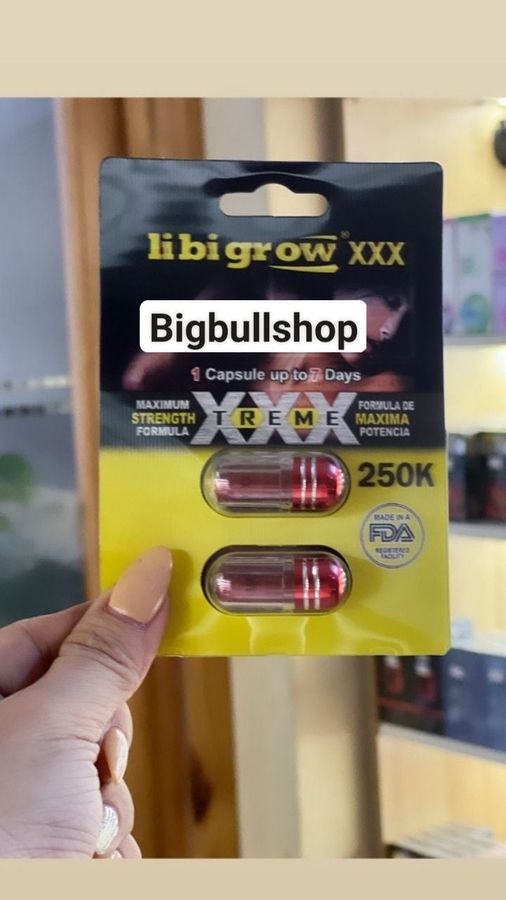 libigrow® XXX
Bigbullshop
1 Capsule up to 7 Days
MAXIMUM
STRENGTH
FORMULA
XXX
TREME
FORMULA DE
MAXIMA
POTENCIA
250K
MADE IN A
FDA
REGISTERED
FACILITY